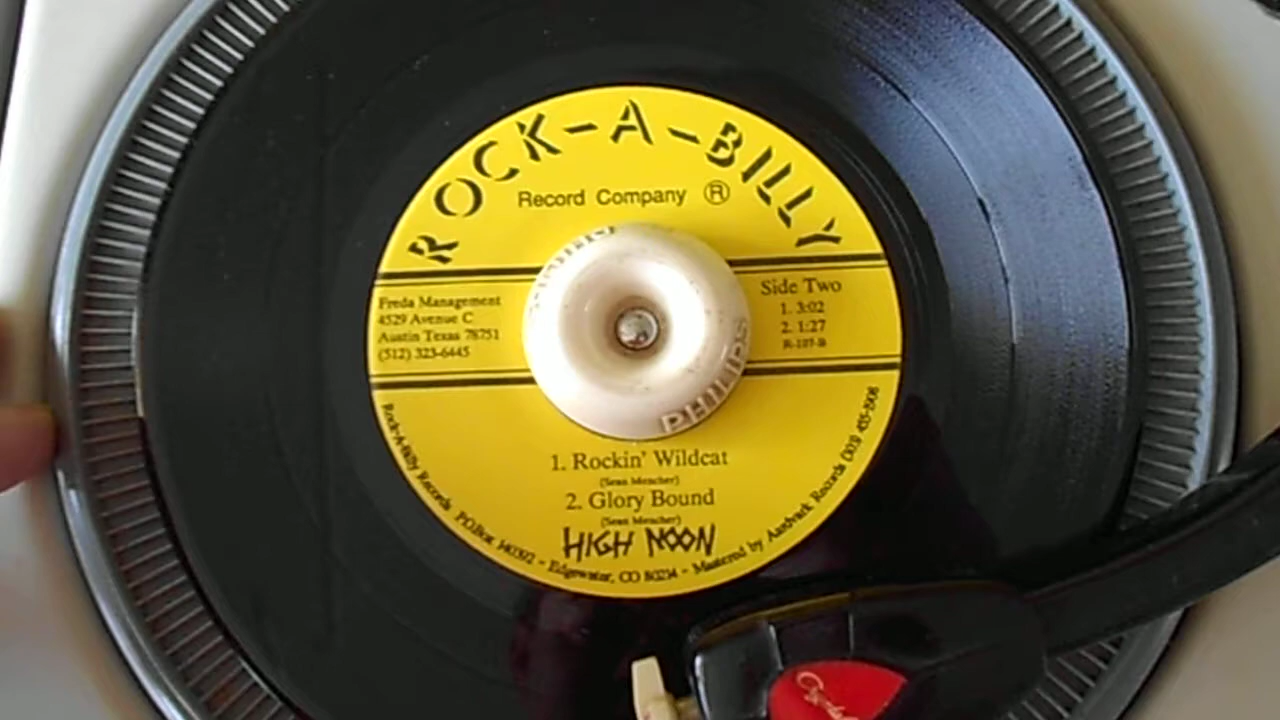 ROCK-A-BILLY
Record Company ®
Freda Management
4529 Avenue C
Austin Texas 78751
(512) 323-6445
Side Two
1. 3:02
2. 1:27
R-107-B
PHILIPS
1. Rockin' Wildcat
(Sean Mencher)
2. Glory Bound
(Sean Mencher)
HIGH NOON
Rock-A-Billy Records P.O.Box - Edgewater, CO 80214 - Mastered by Aardvark Records (303)